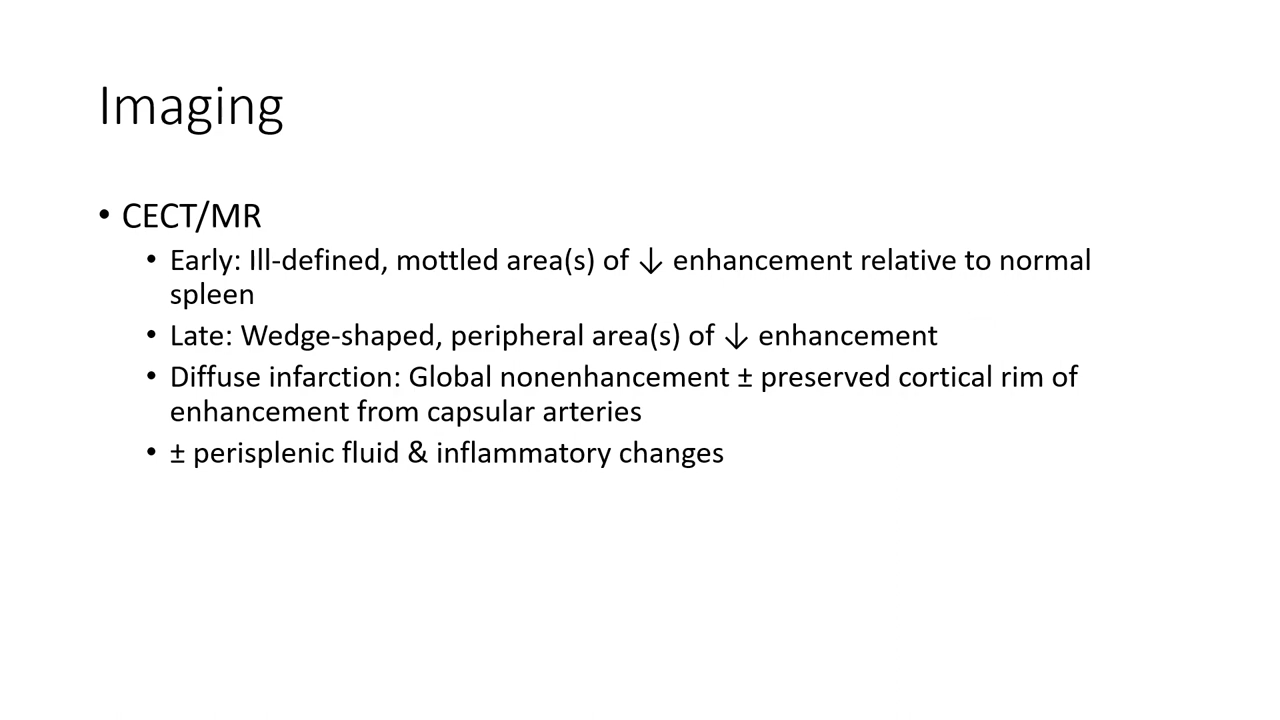 Imaging
• CECT/MR
• Early: Ill-defined, mottled area(s) of ↓ enhancement relative to normal
spleen
• Late: Wedge-shaped, peripheral area(s) of ↓ enhancement
• Diffuse infarction: Global nonenhancement ± preserved cortical rim of
enhancement from capsular arteries
• ± perisplenic fluid & inflammatory changes